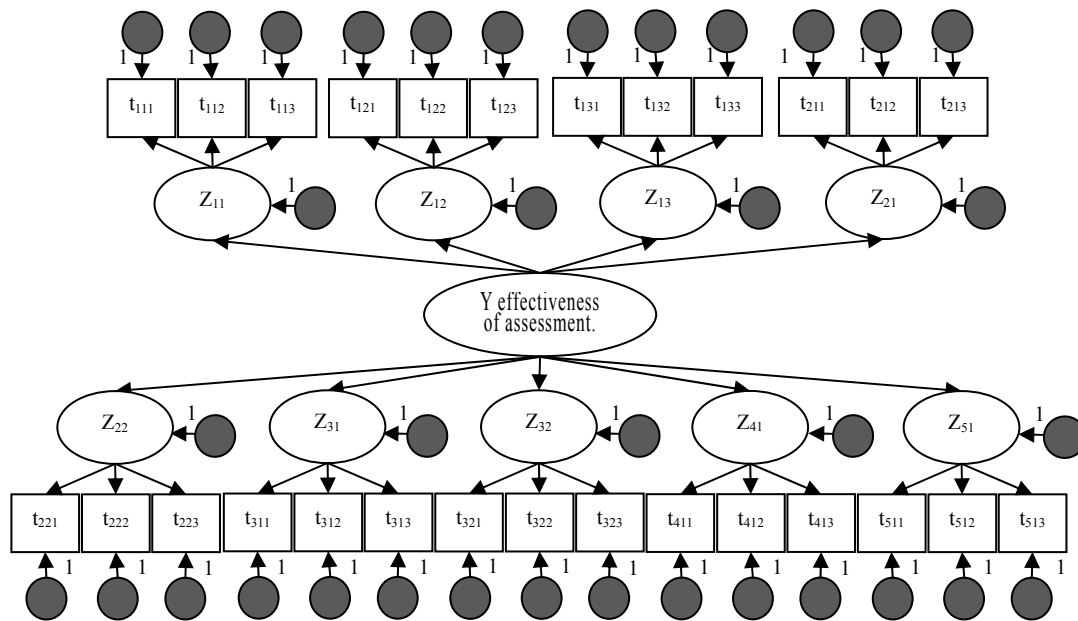 1 1 1 1 1 1 1 1 1 1 1 1
t₁₁₁ t₁₁₂ t₁₁₃ t₁₂₁ t₁₂₂ t₁₂₃ t₁₃₁ t₁₃₂ t₁₃₃ t₂₁₁ t₂₁₂ t₂₁₃
Z₁₁ 1 Z₁₂ 1 Z₁₃ 1 Z₂₁ 1
Y effectiveness
of assessment.
Z₂₂ 1 Z₃₁ 1 Z₃₂ 1 Z₄₁ 1 Z₅₁ 1
t₂₂₁ t₂₂₂ t₂₂₃ t₃₁₁ t₃₁₂ t₃₁₃ t₃₂₁ t₃₂₂ t₃₂₃ t₄₁₁ t₄₁₂ t₄₁₃ t₅₁₁ t₅₁₂ t₅₁₃
1 1 1 1 1 1 1 1 1 1 1 1 1 1 1